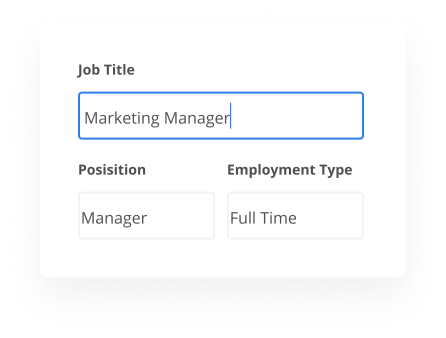 Job Title
Marketing Manager
Posisition Employment Type
Manager Full Time